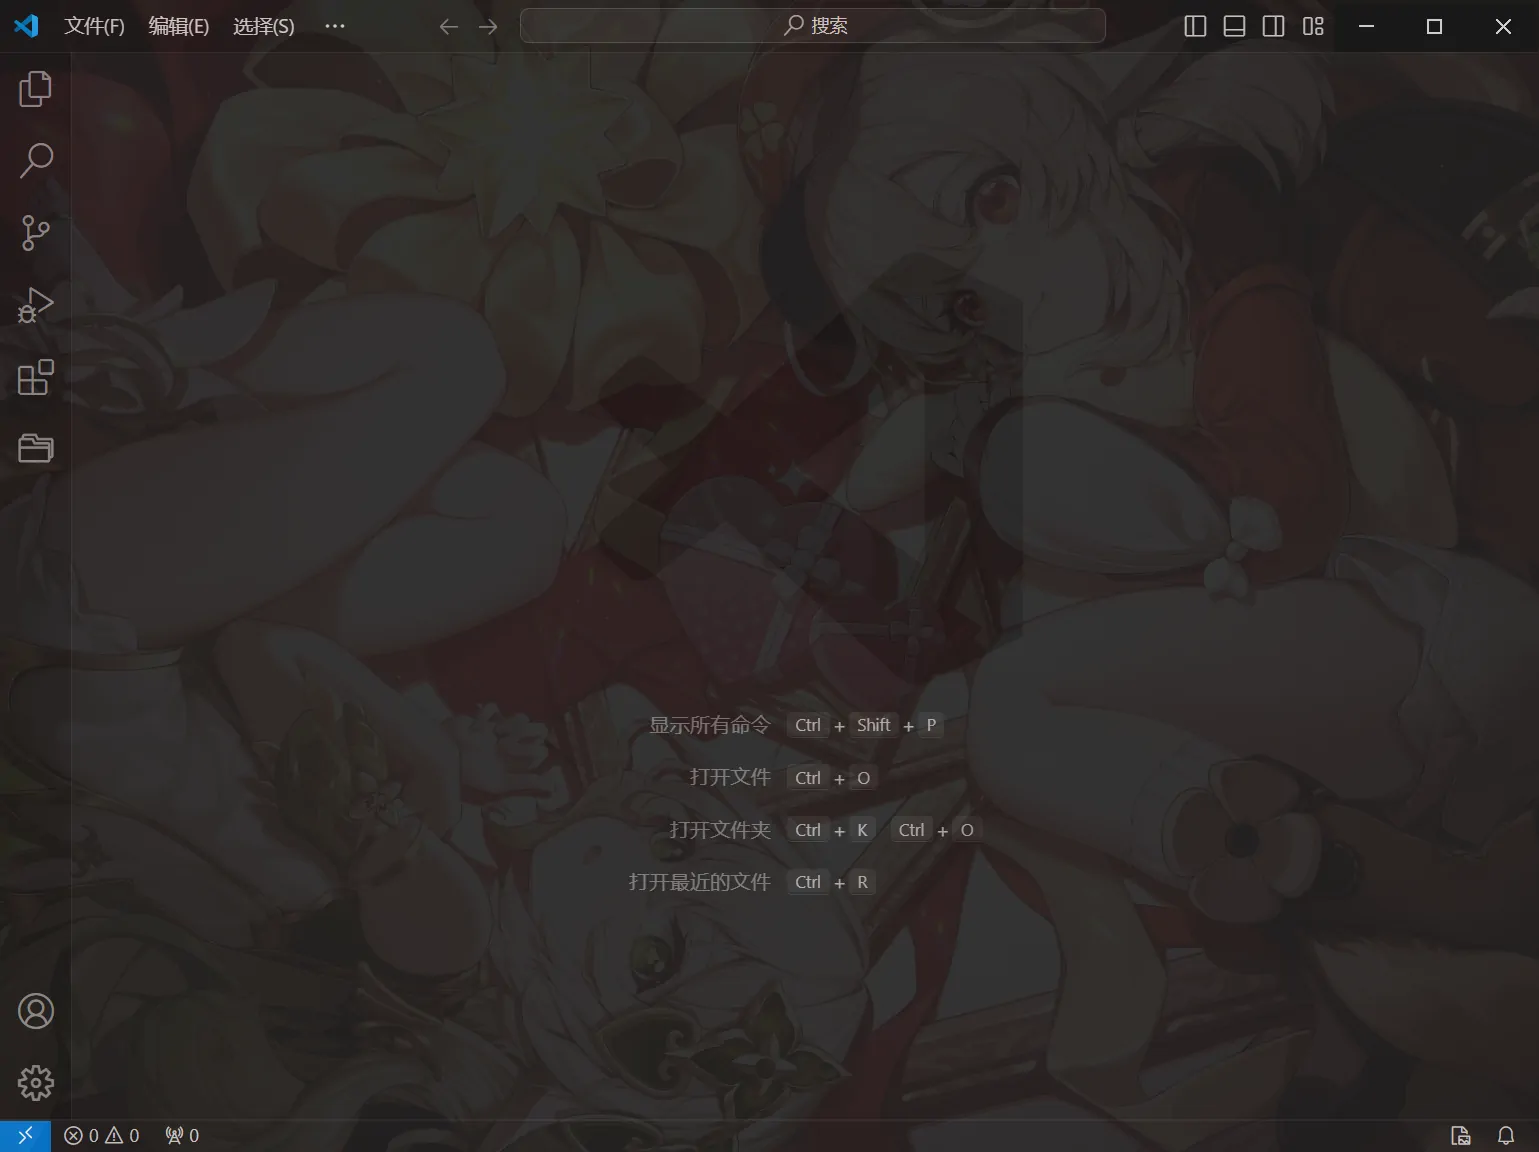 文件(F) 编辑(E) 选择(S) ··· 搜索
显示所有命令 Ctrl + Shift + P
打开文件 Ctrl + O
打开文件夹 Ctrl + K Ctrl + O
打开最近的文件 Ctrl + R
0 0 0